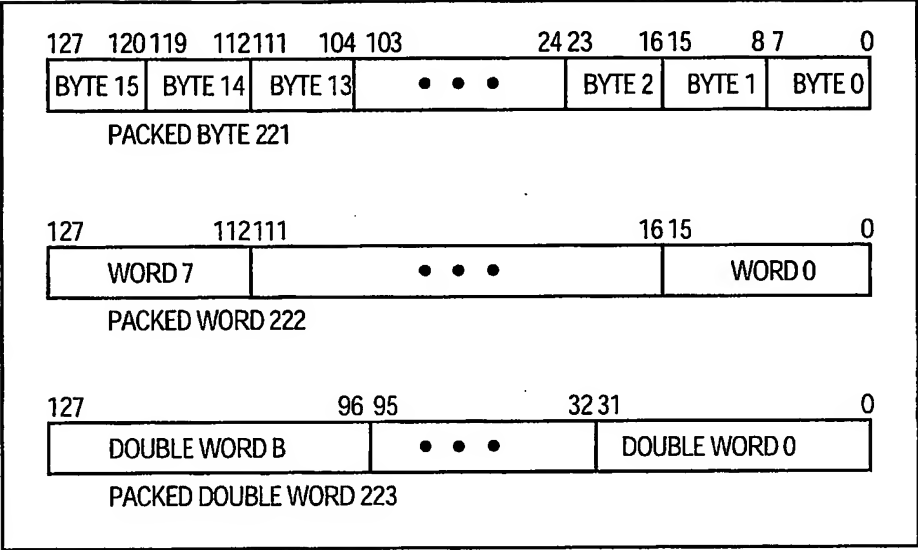 127 120 119 112 111 104 103 24 23 16 15 8 7 0
BYTE 15 BYTE 14 BYTE 13 • • • BYTE 2 BYTE 1 BYTE 0
PACKED BYTE 221
127 112 111 16 15 0
WORD 7 • • • WORD 0
PACKED WORD 222
127 96 95 32 31 0
DOUBLE WORD B • • • DOUBLE WORD 0
PACKED DOUBLE WORD 223